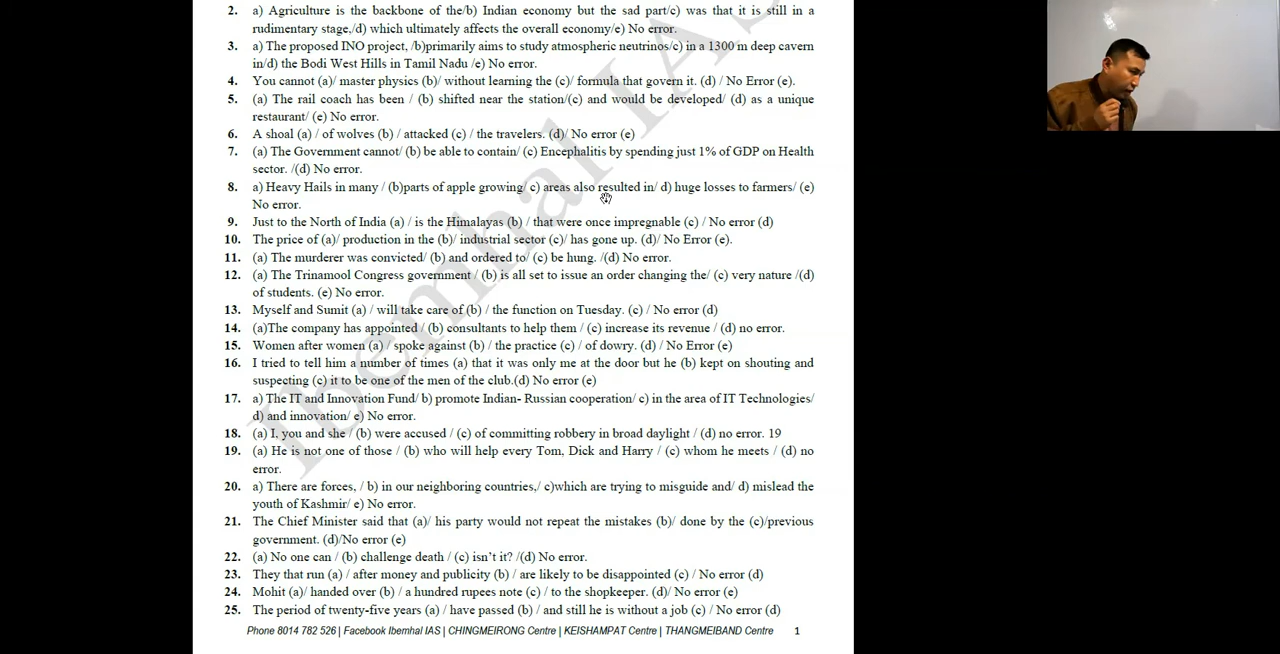 2. a) Agriculture is the backbone of the/b) Indian economy but the sad part/c) was that it is still in a
rudimentary stage,/d) which ultimately affects the overall economy/e) No error.
3. a) The proposed INO project, /b)primarily aims to study atmospheric neutrinos/c) in a 1300 m deep cavern
in/d) the Bodi West Hills in Tamil Nadu /e) No error.
4. You cannot (a)/ master physics (b)/ without learning the (c)/ formula that govern it. (d) / No Error (e).
5. (a) The rail coach has been / (b) shifted near the station/(c) and would be developed/ (d) as a unique
restaurant/ (e) No error.
6. A shoal (a) / of wolves (b) / attacked (c) / the travelers. (d)/ No error (e)
7. (a) The Government cannot/ (b) be able to contain/ (c) Encephalitis by spending just 1% of GDP on Health
sector. /(d) No error.
8. a) Heavy Hails in many / (b)parts of apple growing/ c) areas also resulted in/ d) huge losses to farmers/ (e)
No error.
9. Just to the North of India (a) / is the Himalayas (b) / that were once impregnable (c) / No error (d)
10. The price of (a)/ production in the (b)/ industrial sector (c)/ has gone up. (d)/ No Error (e).
11. (a) The murderer was convicted/ (b) and ordered to/ (c) be hung. /(d) No error.
12. (a) The Trinamool Congress government / (b) is all set to issue an order changing the/ (c) very nature /(d)
of students. (e) No error.
13. Myself and Sumit (a) / will take care of (b) / the function on Tuesday. (c) / No error (d)
14. (a)The company has appointed / (b) consultants to help them / (c) increase its revenue / (d) no error.
15. Women after women (a) / spoke against (b) / the practice (c) / of dowry. (d) / No Error (e)
16. I tried to tell him a number of times (a) that it was only me at the door but he (b) kept on shouting and
suspecting (c) it to be one of the men of the club.(d) No error (e)
17. a) The IT and Innovation Fund/ b) promote Indian- Russian cooperation/ c) in the area of IT Technologies/
d) and innovation/ e) No error.
18. (a) I, you and she / (b) were accused / (c) of committing robbery in broad daylight / (d) no error. 19
19. (a) He is not one of those / (b) who will help every Tom, Dick and Harry / (c) whom he meets / (d) no
error.
20. a) There are forces, / b) in our neighboring countries,/ c)which are trying to misguide and/ d) mislead the
youth of Kashmir/ e) No error.
21. The Chief Minister said that (a)/ his party would not repeat the mistakes (b)/ done by the (c)/previous
government. (d)/No error (e)
22. (a) No one can / (b) challenge death / (c) isn't it? /(d) No error.
23. They that run (a) / after money and publicity (b) / are likely to be disappointed (c) / No error (d)
24. Mohit (a)/ handed over (b) / a hundred rupees note (c) / to the shopkeeper. (d)/ No error (e)
25. The period of twenty-five years (a) / have passed (b) / and still he is without a job (c) / No error (d)
Phone 8014 782 526 | Facebook Ibemhal IAS | CHINGMEIRONG Centre | KEISHAMPAT Centre | THANGMEIBAND Centre 1
Ibemhal IAS